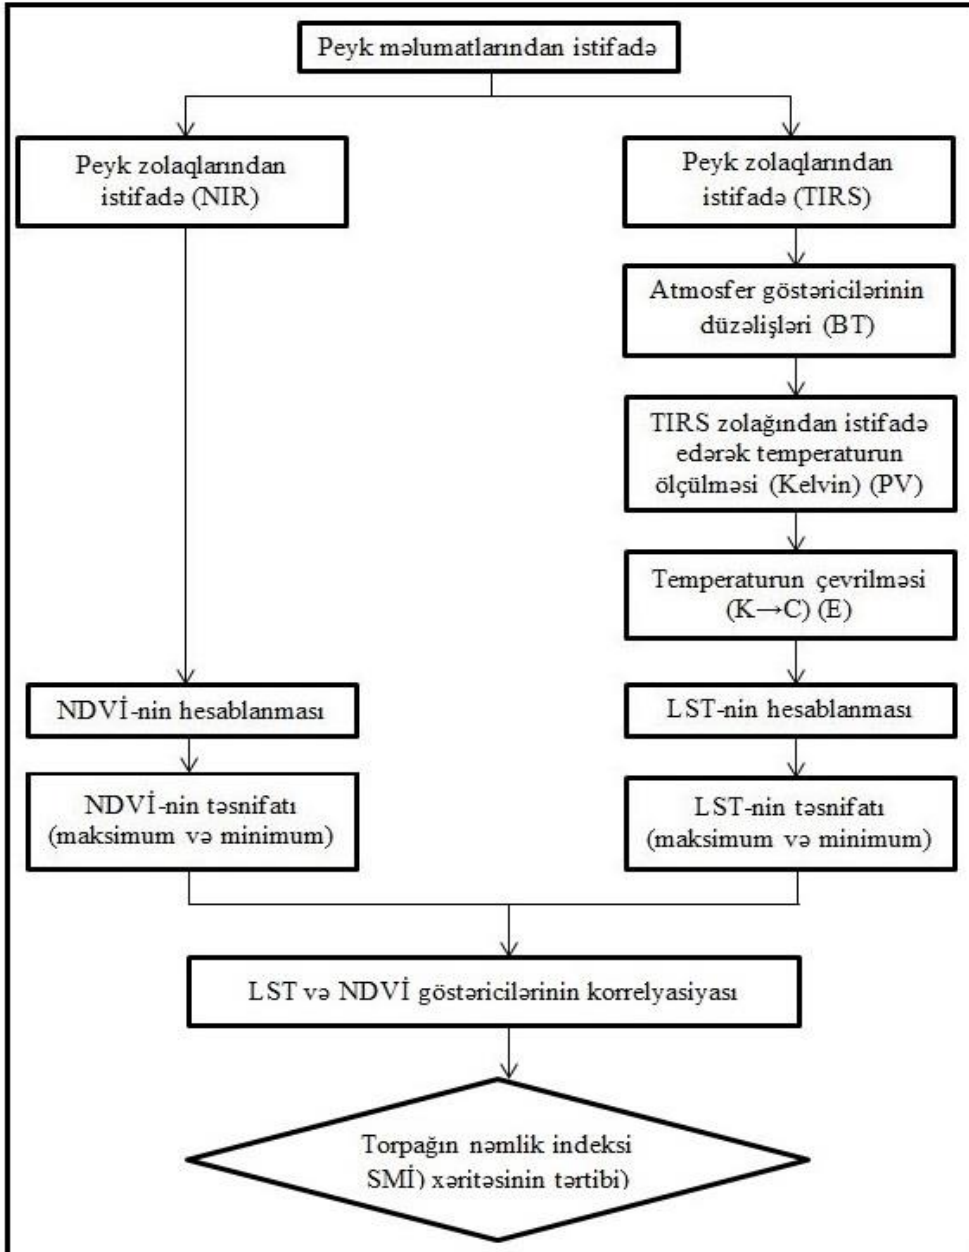 Peyk məlumatlarından istifadə
Peyk zolaqlarından
istifadə (NIR)
Peyk zolaqlarından
istifadə (TIRS)
Atmosfer göstəricilərinin
düzəlişləri (BT)
TIRS zolağından istifadə
edərək temperaturun
ölçülməsi (Kelvin) (PV)
Temperaturun çevrilməsi
(K→C) (E)
NDVİ-nin hesablanması
LST-nin hesablanması
NDVİ-nin təsnifatı
(maksimum və minimum)
LST-nin təsnifatı
(maksimum və minimum)
LST və NDVİ göstəricilərinin korrelyasiyası
Torpağın nəmlik indeksi
SMİ) xəritəsinin tərtibi)